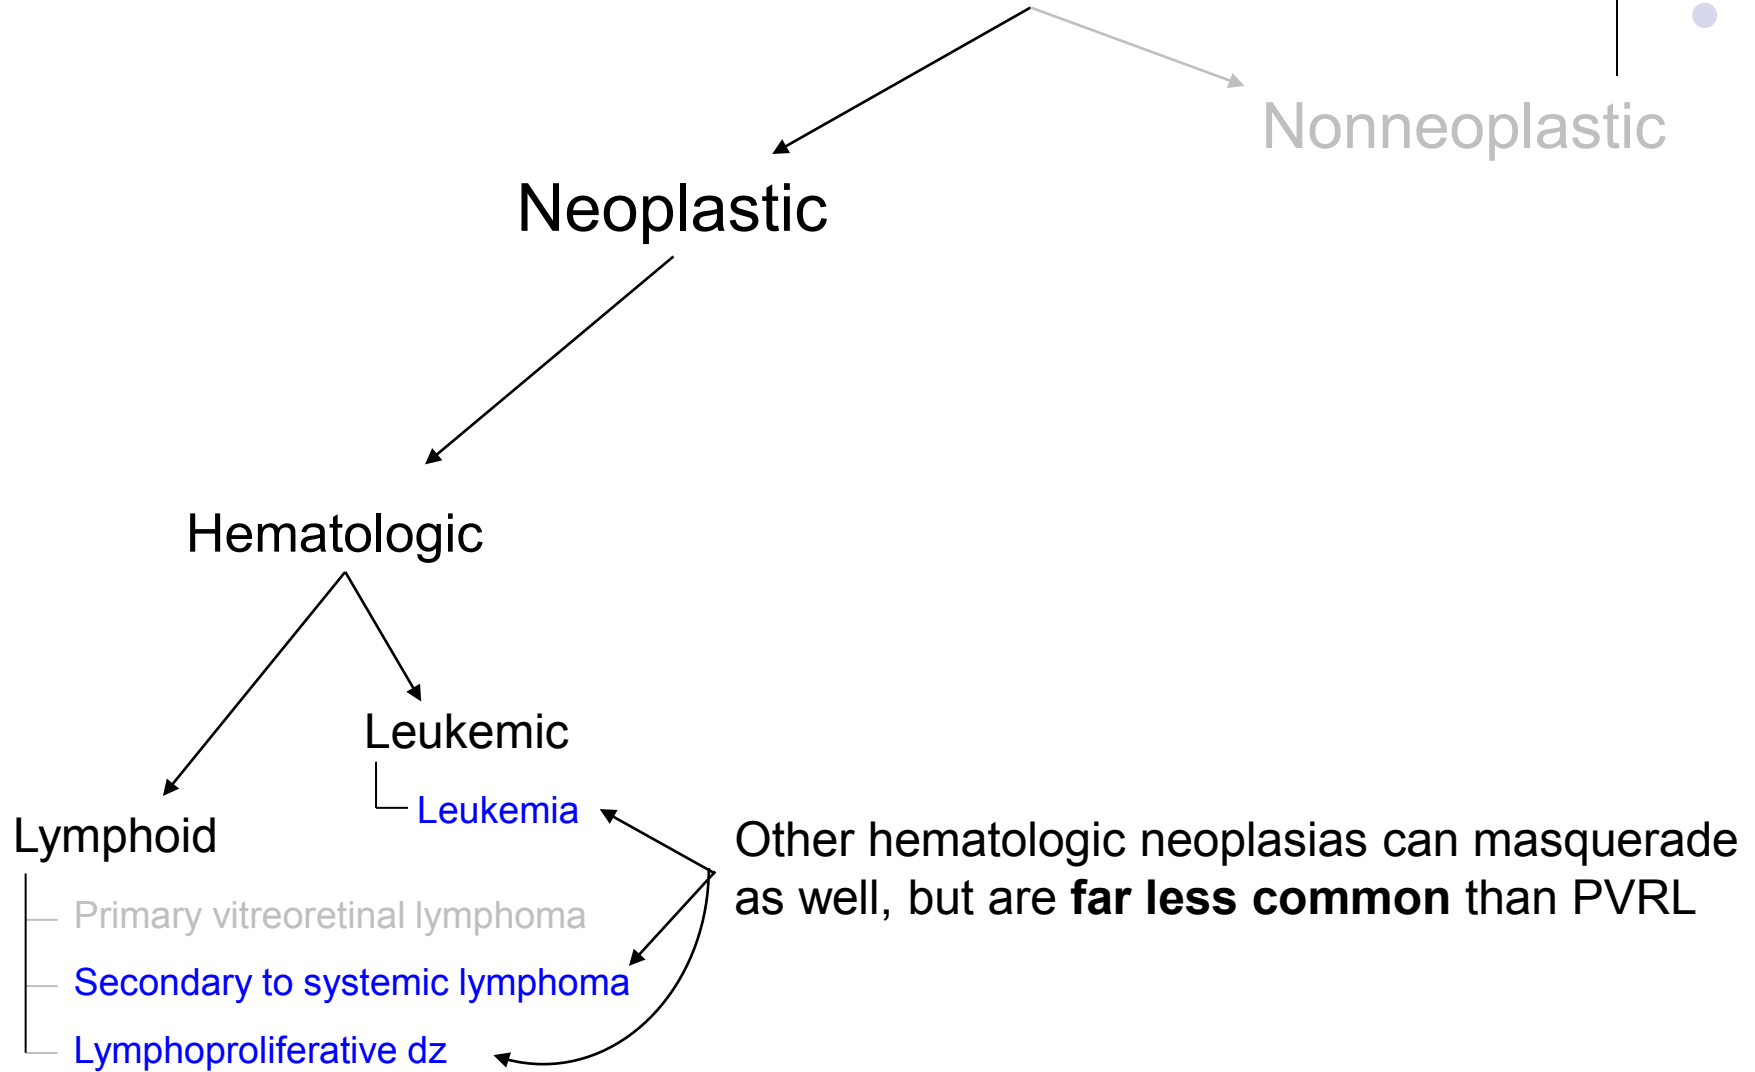 Nonneoplastic
Neoplastic
Hematologic
Leukemic
Leukemia
Lymphoid
Other hematologic neoplasias can masquerade
as well, but are far less common than PVRL
Primary vitreoretinal lymphoma
Secondary to systemic lymphoma
Lymphoproliferative dz